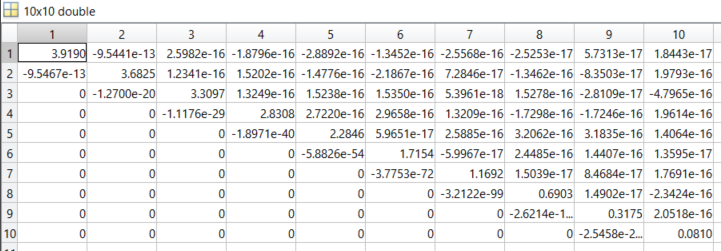 10x10 double
1 2 3 4 5 6 7 8 9 10
1 3.9190 -9.5441e-13 2.5982e-16 -1.8796e-16 -2.8892e-16 -1.3452e-16 -2.5568e-16 -2.5253e-17 5.7313e-17 1.8443e-17
2 -9.5467e-13 3.6825 1.2341e-16 1.5202e-16 -1.4776e-16 -2.1867e-16 7.2846e-17 -1.3462e-16 -8.3503e-17 1.9793e-16
3 0 -1.2700e-20 3.3097 1.3249e-16 1.5238e-16 1.5350e-16 5.3961e-18 1.5278e-16 -2.8109e-17 -4.7965e-16
4 0 0 -1.1176e-29 2.8308 2.7220e-16 2.9658e-16 1.3209e-16 -1.7298e-16 -1.7246e-16 1.9614e-16
5 0 0 0 -1.8971e-40 2.2846 5.9651e-17 2.5885e-16 3.2062e-16 3.1835e-16 1.4064e-16
6 0 0 0 0 -5.8826e-54 1.7154 -5.9967e-17 2.4485e-16 1.4407e-16 1.3595e-17
7 0 0 0 0 0 -3.7753e-72 1.1692 1.5039e-17 8.4684e-17 1.7691e-16
8 0 0 0 0 0 0 -3.2122e-99 0.6903 1.4902e-17 -2.3424e-16
9 0 0 0 0 0 0 0 -2.6214e-1... 0.3175 2.0518e-16
10 0 0 0 0 0 0 0 0 -2.5458e-2... 0.0810